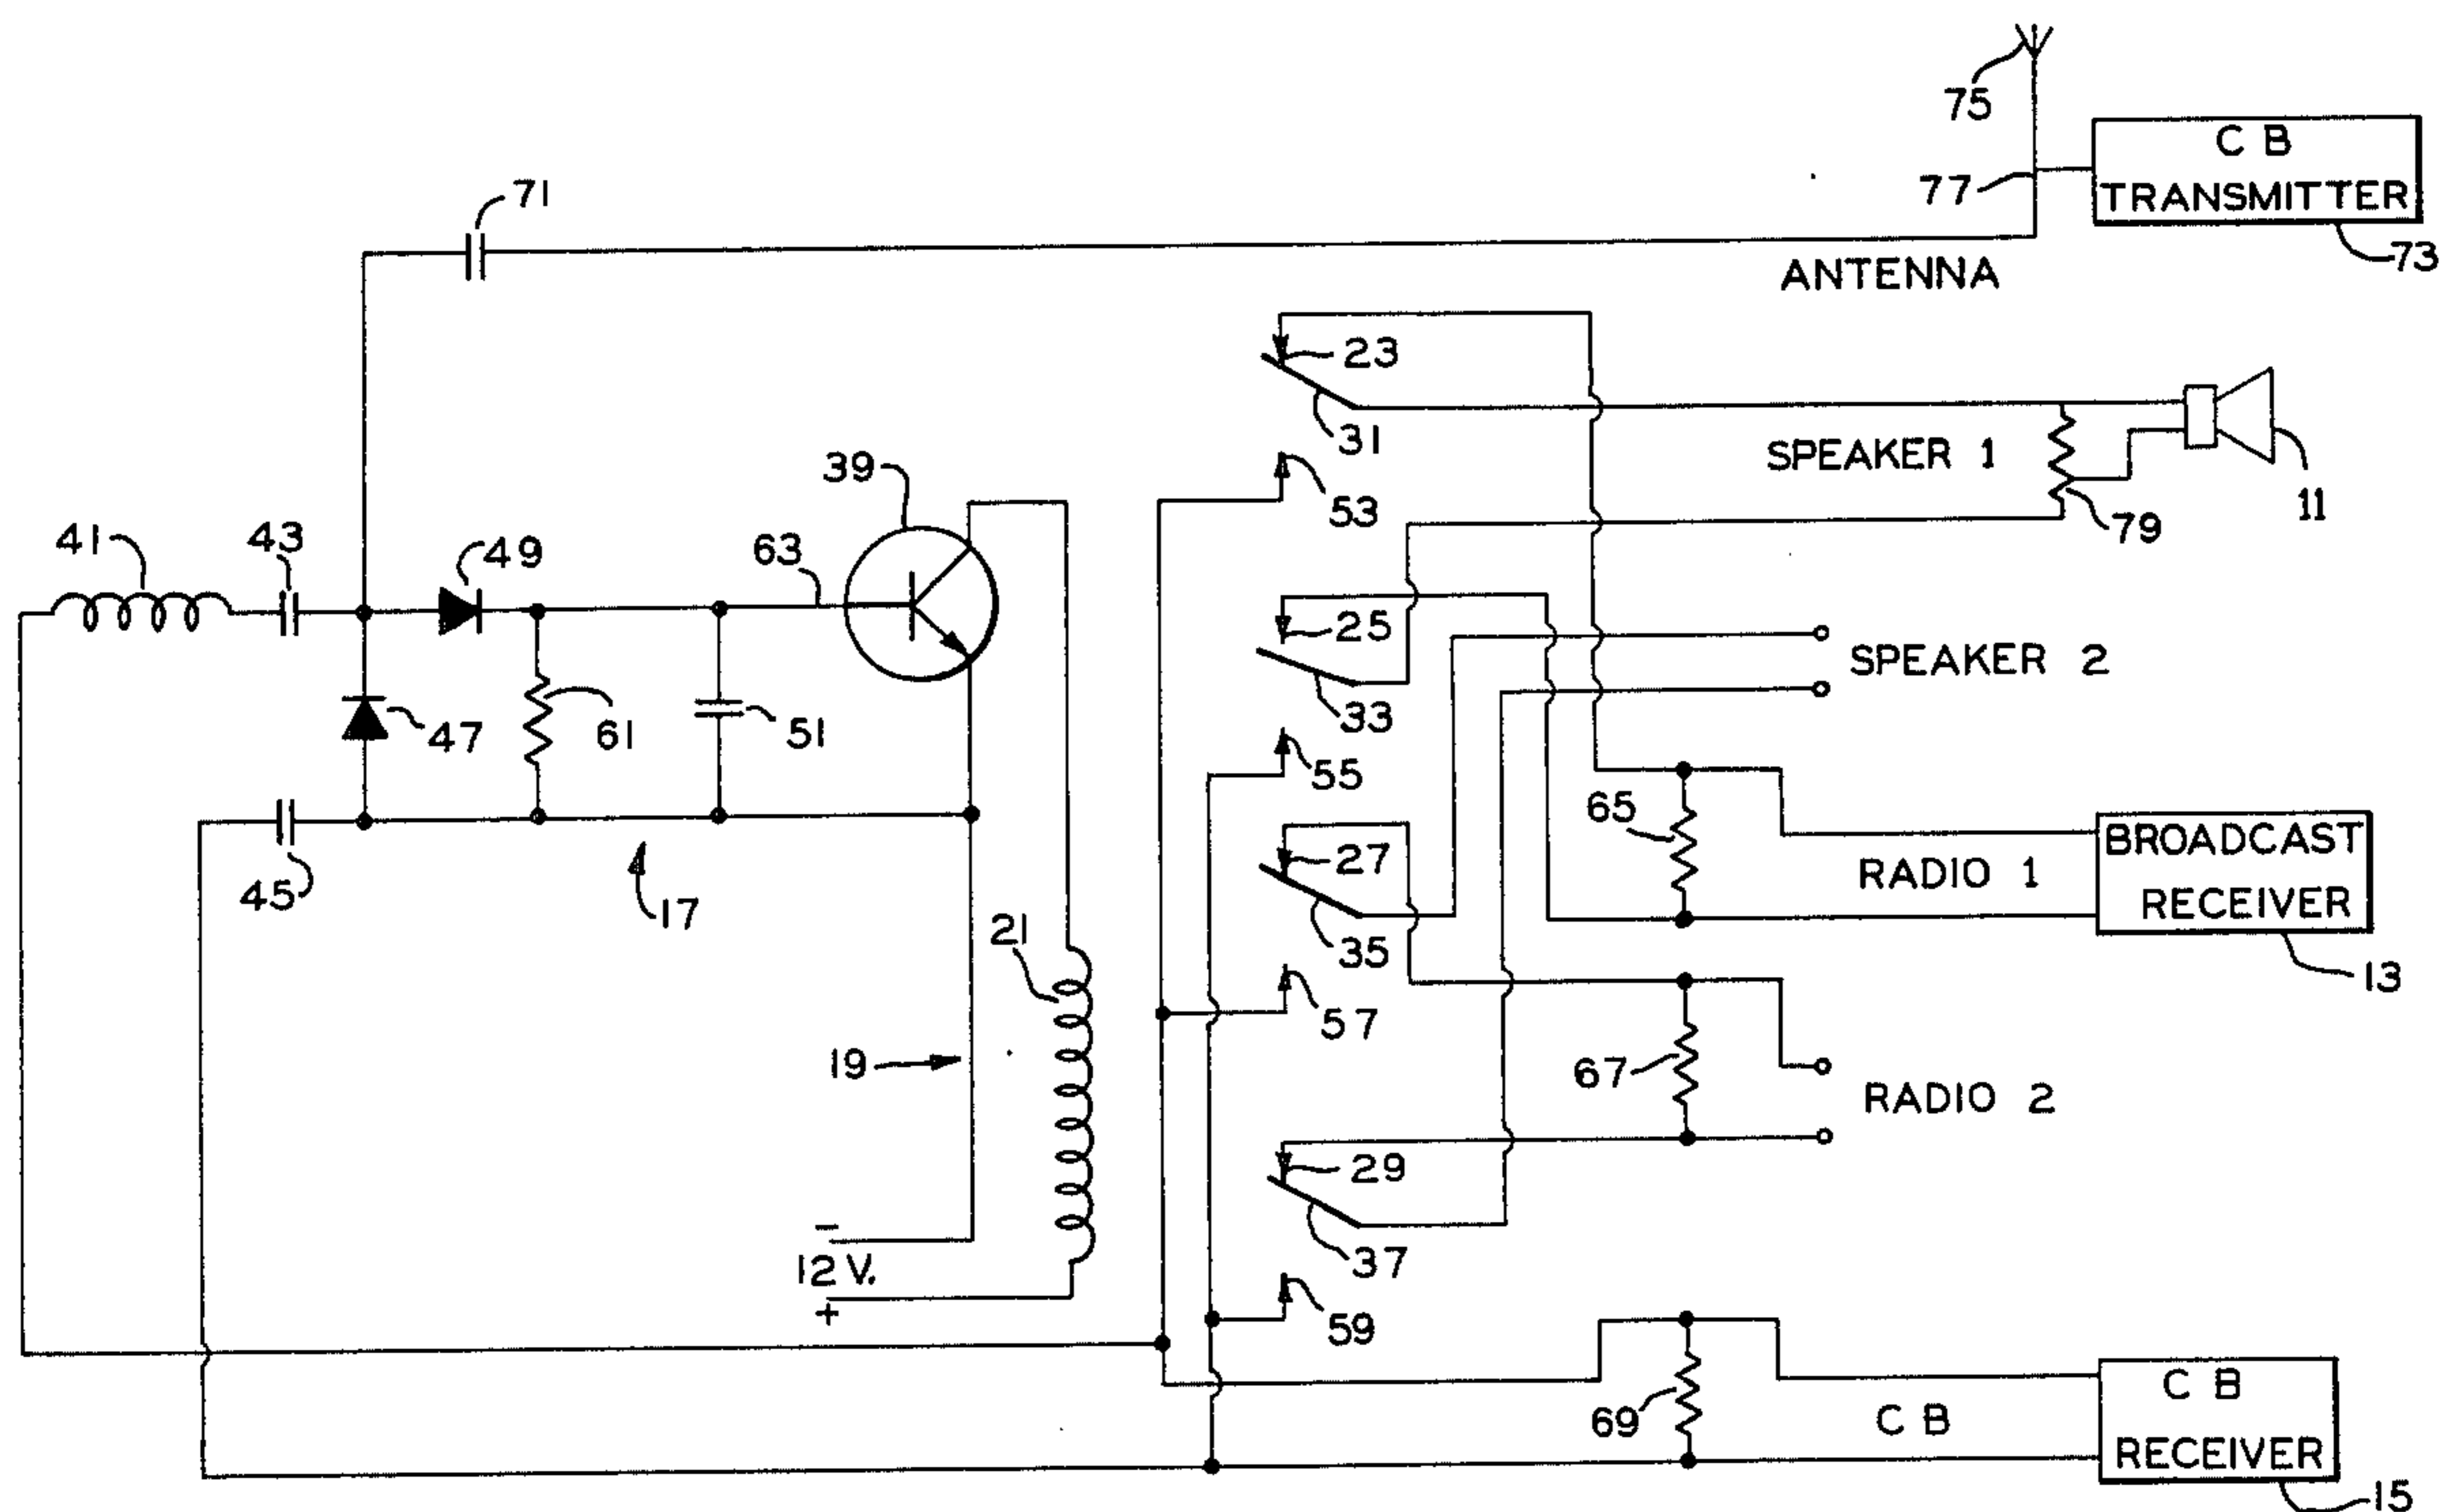 75
C B
TRANSMITTER
77
71
73
ANTENNA
23
31
SPEAKER 1
39
53
79
11
41
43
49
63
25
SPEAKER 2
33
47
61
51
55
65
BROADCAST
RECEIVER
RADIO 1
27
45
17
21
35
13
57
19
67
RADIO 2
29
−
12 V.
+
37
59
C B
RECEIVER
69
C B
15